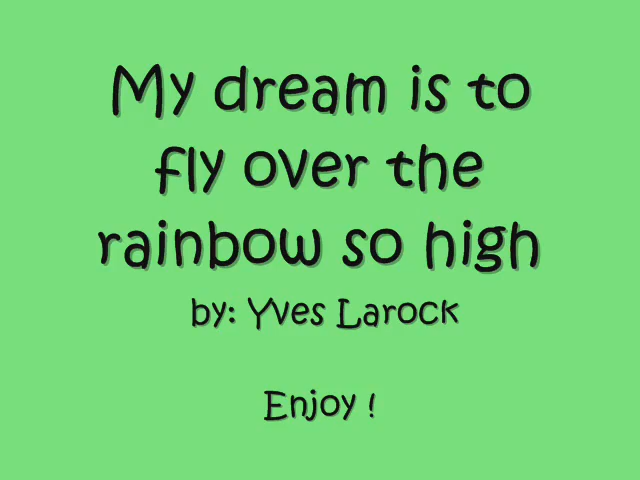 My dream is to
fly over the
rainbow so high
by: Yves Larock
Enjoy !